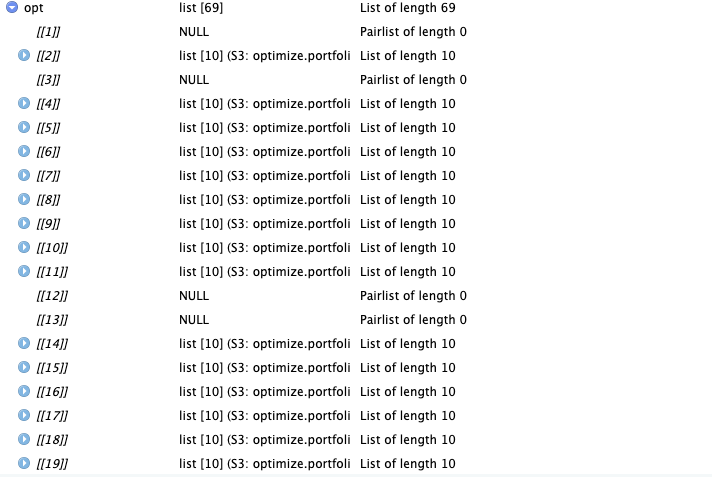 opt list [69] List of length 69
[[1]] NULL Pairlist of length 0
[[2]] list [10] (S3: optimize.portfoli List of length 10
[[3]] NULL Pairlist of length 0
[[4]] list [10] (S3: optimize.portfoli List of length 10
[[5]] list [10] (S3: optimize.portfoli List of length 10
[[6]] list [10] (S3: optimize.portfoli List of length 10
[[7]] list [10] (S3: optimize.portfoli List of length 10
[[8]] list [10] (S3: optimize.portfoli List of length 10
[[9]] list [10] (S3: optimize.portfoli List of length 10
[[10]] list [10] (S3: optimize.portfoli List of length 10
[[11]] list [10] (S3: optimize.portfoli List of length 10
[[12]] NULL Pairlist of length 0
[[13]] NULL Pairlist of length 0
[[14]] list [10] (S3: optimize.portfoli List of length 10
[[15]] list [10] (S3: optimize.portfoli List of length 10
[[16]] list [10] (S3: optimize.portfoli List of length 10
[[17]] list [10] (S3: optimize.portfoli List of length 10
[[18]] list [10] (S3: optimize.portfoli List of length 10
[[19]] list [10] (S3: optimize.portfoli List of length 10